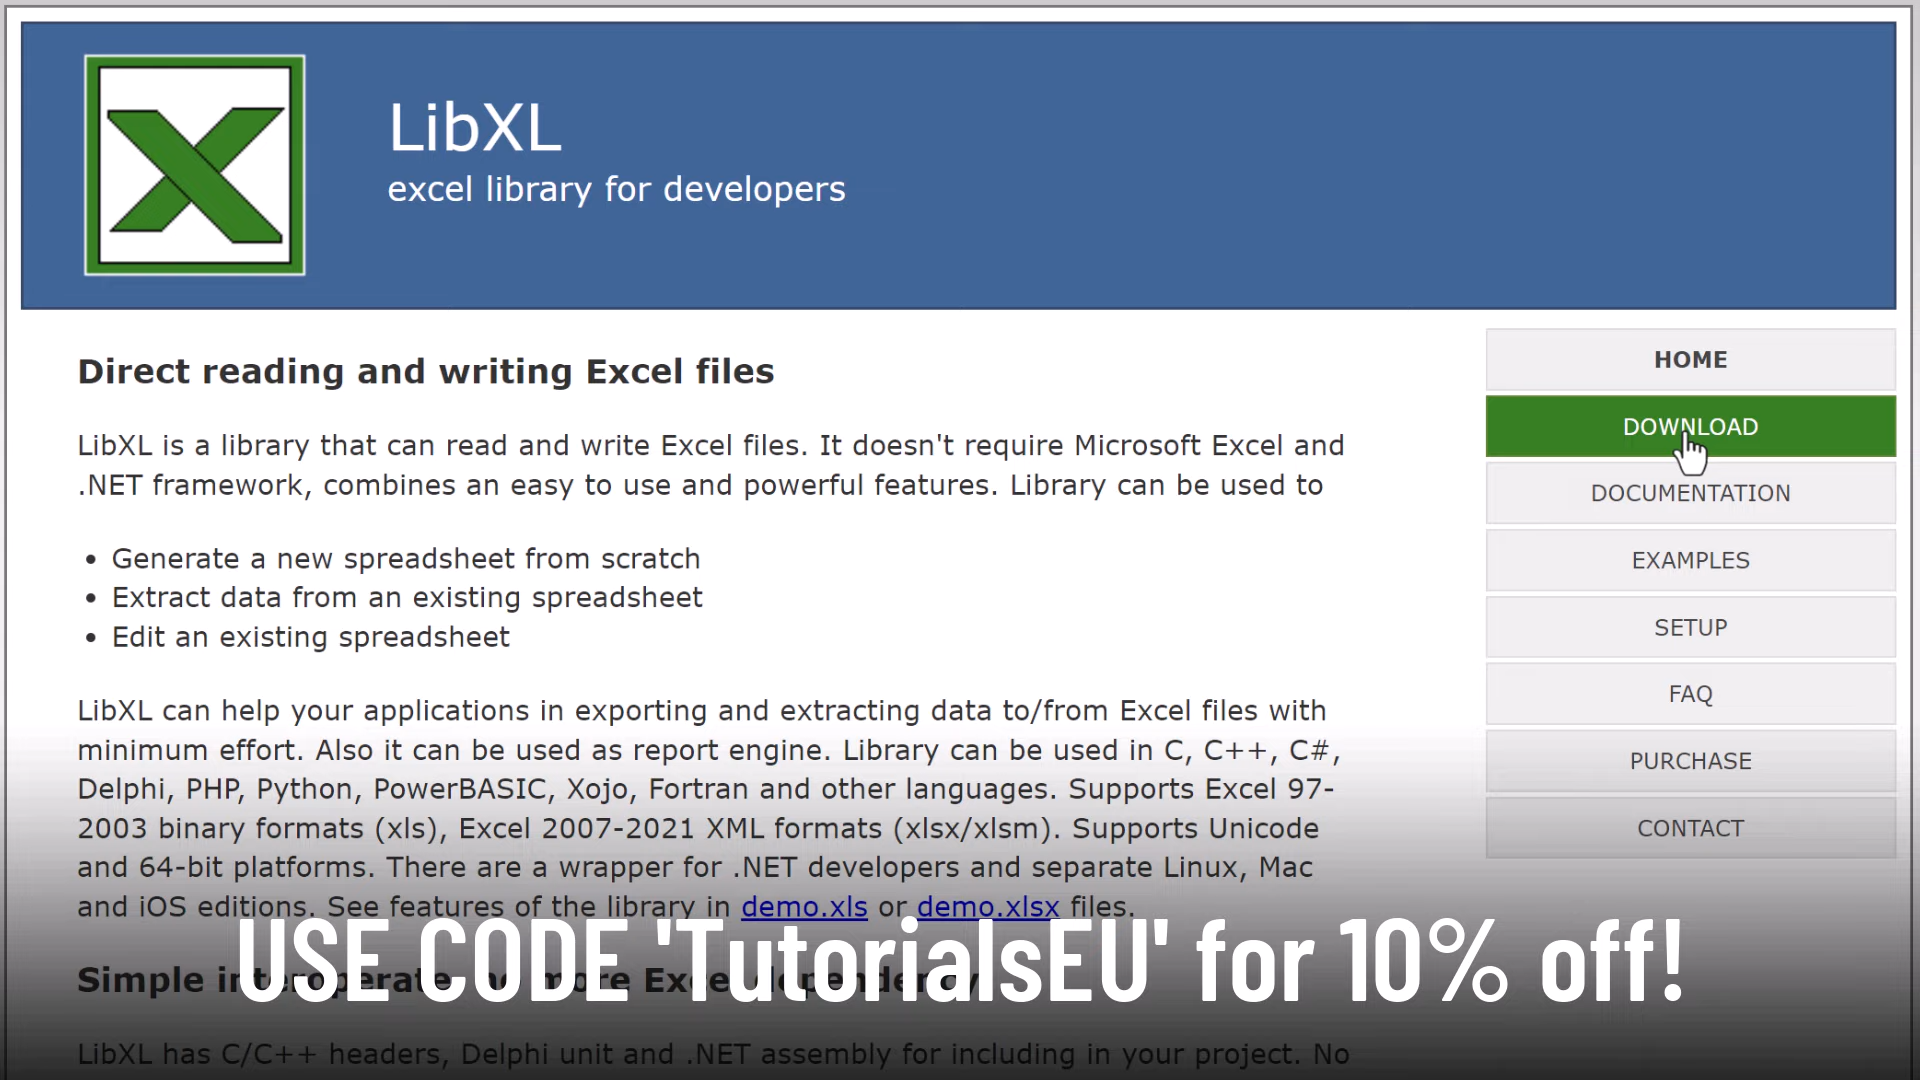 LibXL
excel library for developers
Direct reading and writing Excel files
LibXL is a library that can read and write Excel files. It doesn't require Microsoft Excel and
.NET framework, combines an easy to use and powerful features. Library can be used to
• Generate a new spreadsheet from scratch
• Extract data from an existing spreadsheet
• Edit an existing spreadsheet
LibXL can help your applications in exporting and extracting data to/from Excel files with
minimum effort. Also it can be used as report engine. Library can be used in C, C++, C#,
Delphi, PHP, Python, PowerBASIC, Xojo, Fortran and other languages. Supports Excel 97-
2003 binary formats (xls), Excel 2007-2021 XML formats (xlsx/xlsm). Supports Unicode
and 64-bit platforms. There are a wrapper for .NET developers and separate Linux, Mac
and iOS editions. See features of the library in demo.xls or demo.xlsx files.
Simple interoperate, no more Excel dependency
LibXL has C/C++ headers, Delphi unit and .NET assembly for including in your project. No
HOME
DOWNLOAD
DOCUMENTATION
EXAMPLES
SETUP
FAQ
PURCHASE
CONTACT
USE CODE 'TutorialsEU' for 10% off!